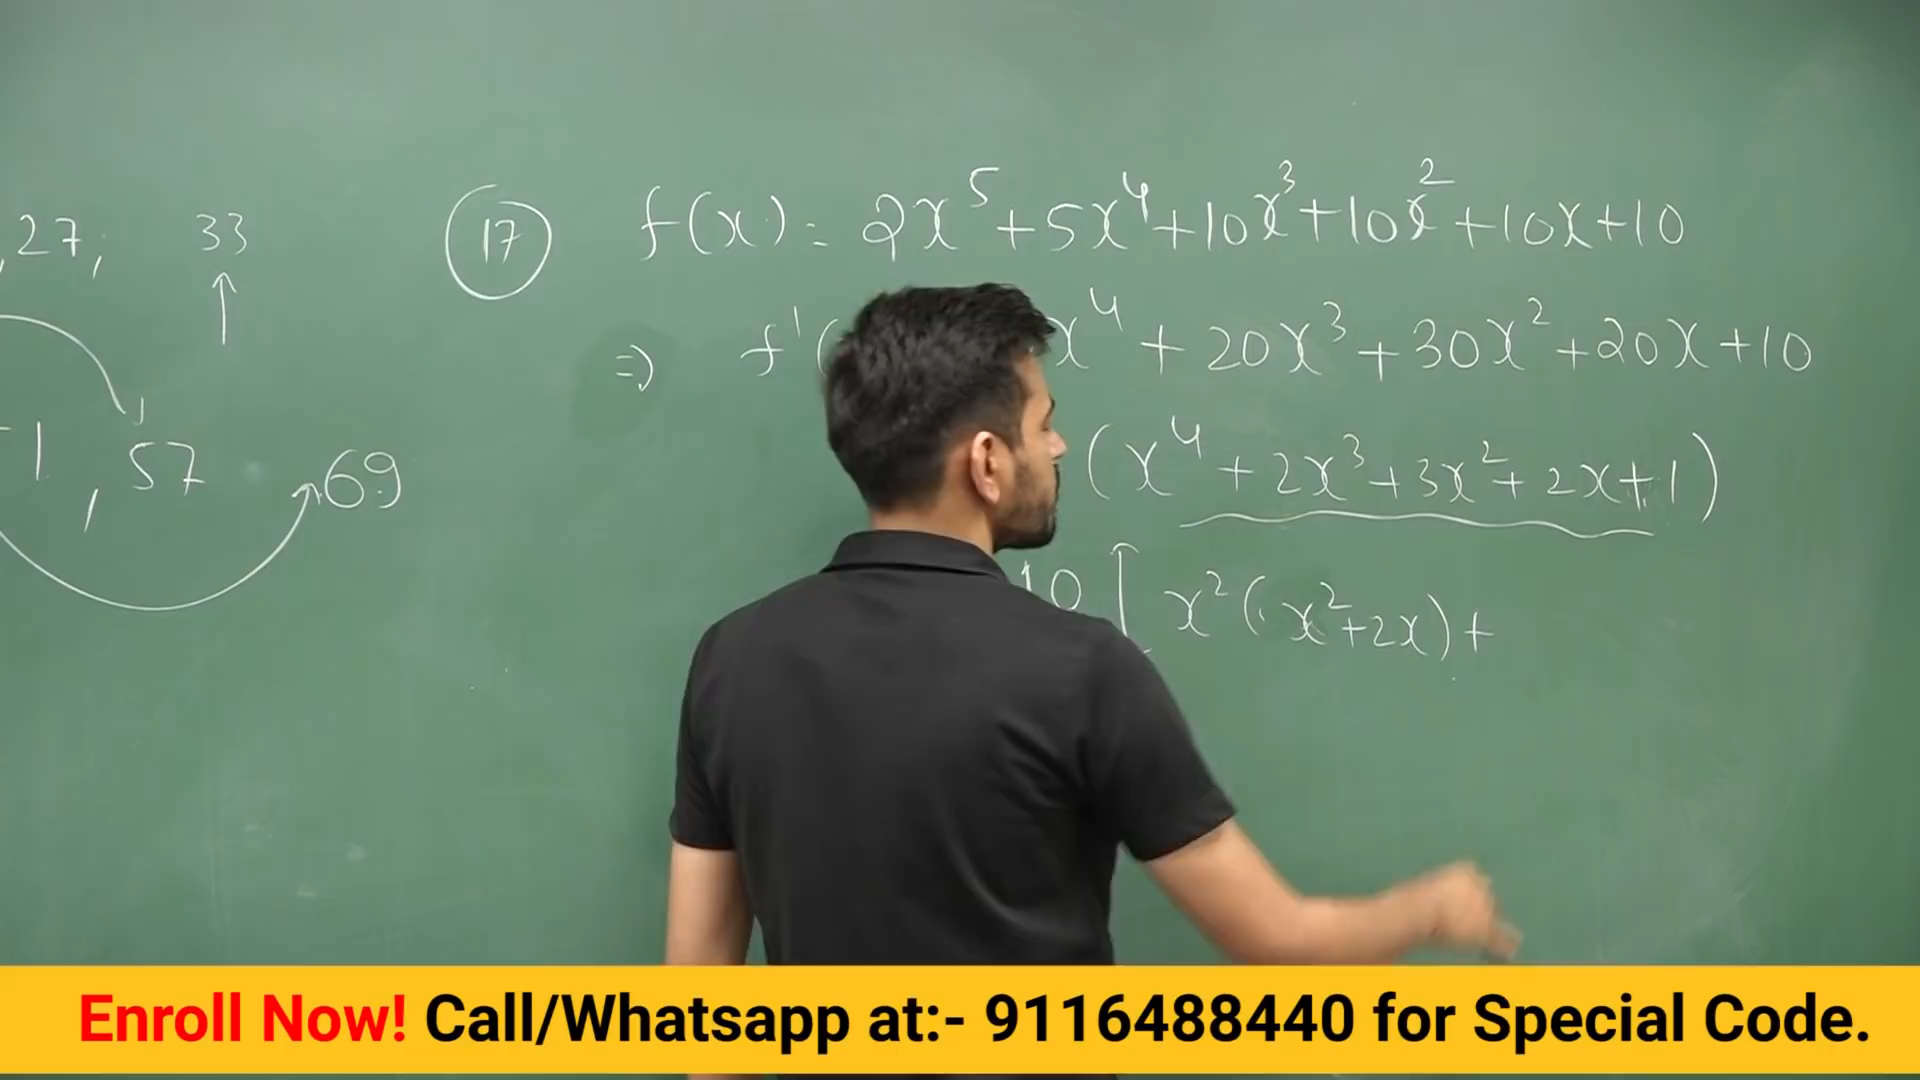 ,27, 33
⑰ f(x) = 2x⁵+5x⁴+10x³+10x²+10x+10
⇒ f'( x⁴ + 20x³ + 30x² + 20x + 10
-1, 57 69
(x⁴ + 2x³ + 3x² + 2x + 1)
10 [ x²(x²+2x) +
Enroll Now! Call/Whatsapp at:- 9116488440 for Special Code.